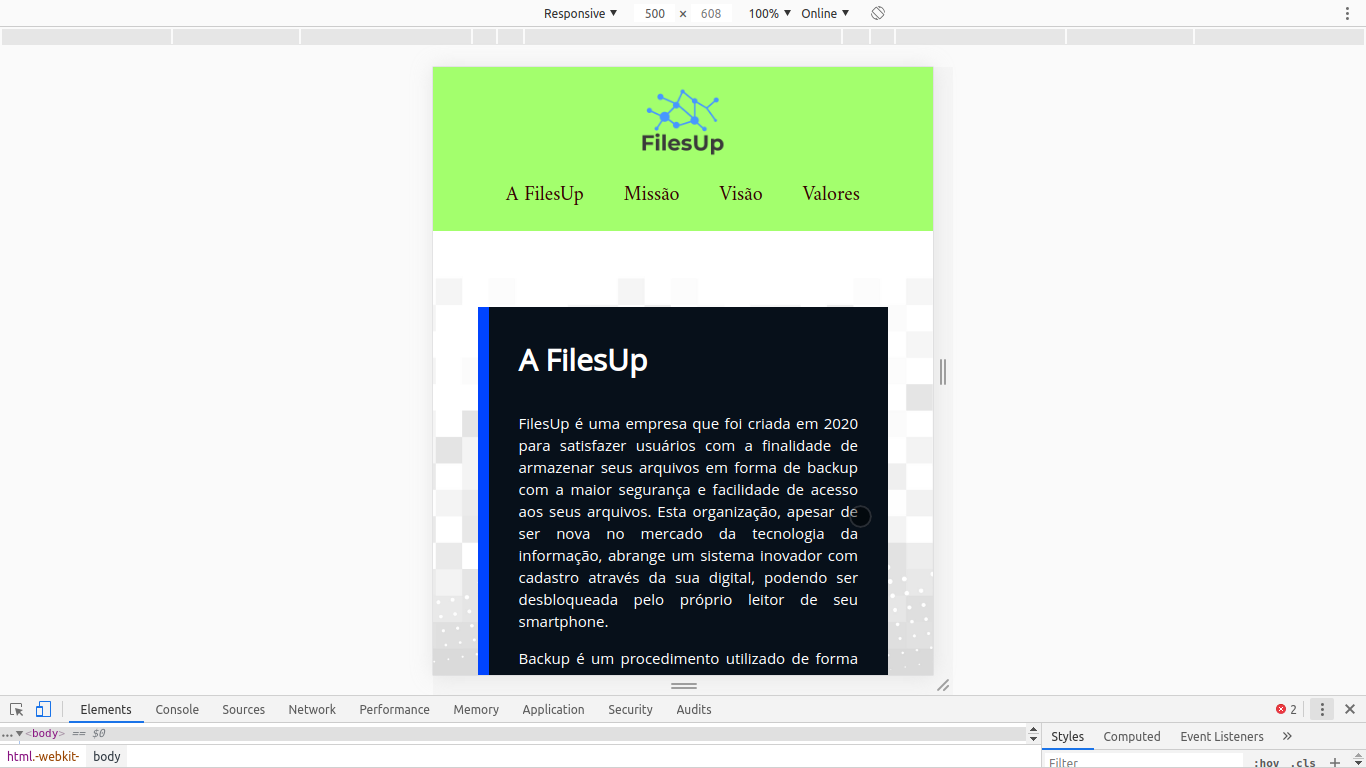 Responsive ▼ 500 × 608 100% ▼ Online ▼
FilesUp
A FilesUp Missão Visão Valores
A FilesUp
FilesUp é uma empresa que foi criada em 2020
para satisfazer usuários com a finalidade de
armazenar seus arquivos em forma de backup
com a maior segurança e facilidade de acesso
aos seus arquivos. Esta organização, apesar de
ser nova no mercado da tecnologia da
informação, abrange um sistema inovador com
cadastro através da sua digital, podendo ser
desbloqueada pelo próprio leitor de seu
smartphone.
Backup é um procedimento utilizado de forma
Elements Console Sources Network Performance Memory Application Security Audits 2
…▼<body> == $0
html.-webkit- body
Styles Computed Event Listeners »
Filter :hov .cls +